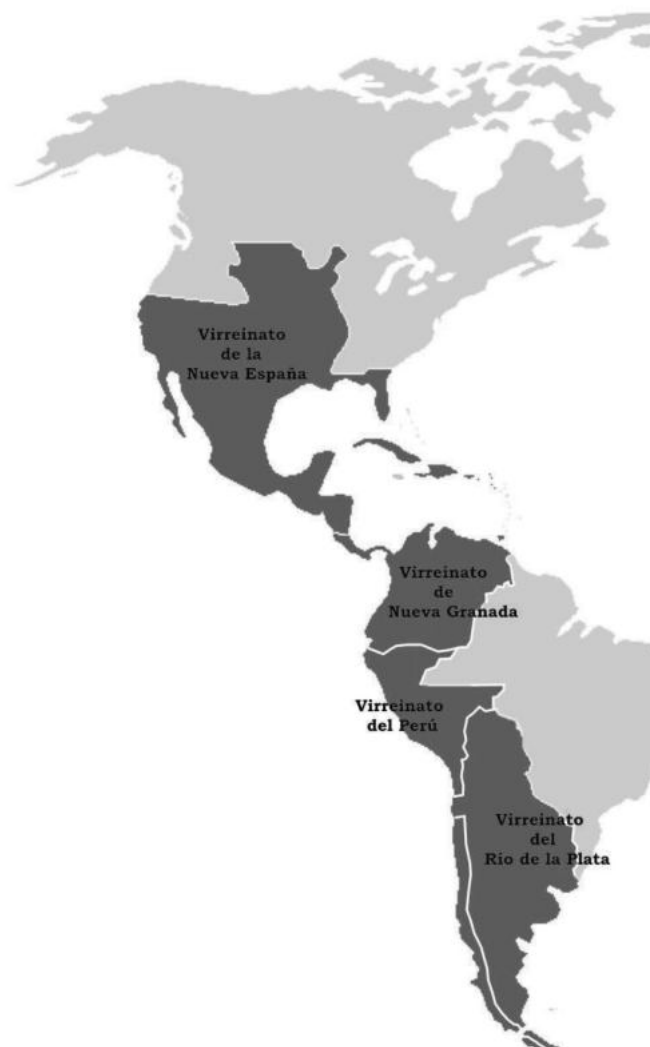 Virreinato
de la
Nueva España
Virreinato
de
Nueva Granada
Virreinato
del Perú
Virreinato
del
Río de la Plata